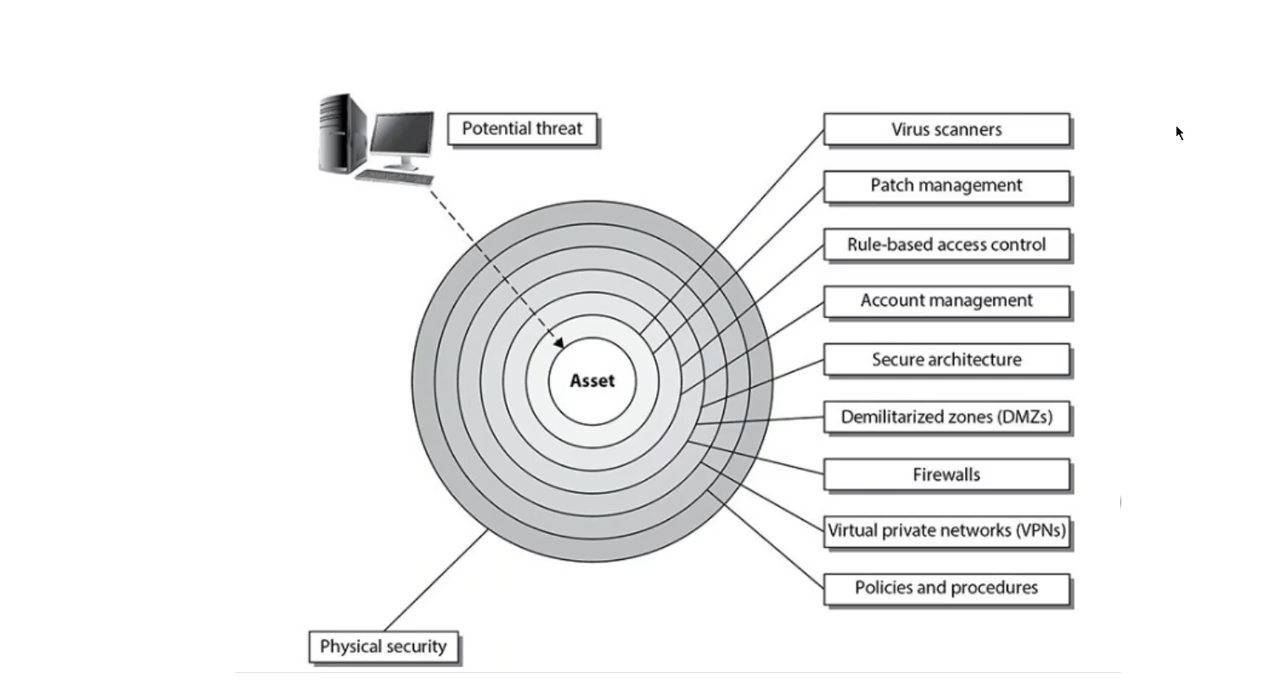 Potential threat
Virus scanners
Patch management
Rule-based access control
Account management
Secure architecture
Asset
Demilitarized zones (DMZs)
Firewalls
Virtual private networks (VPNs)
Policies and procedures
Physical security